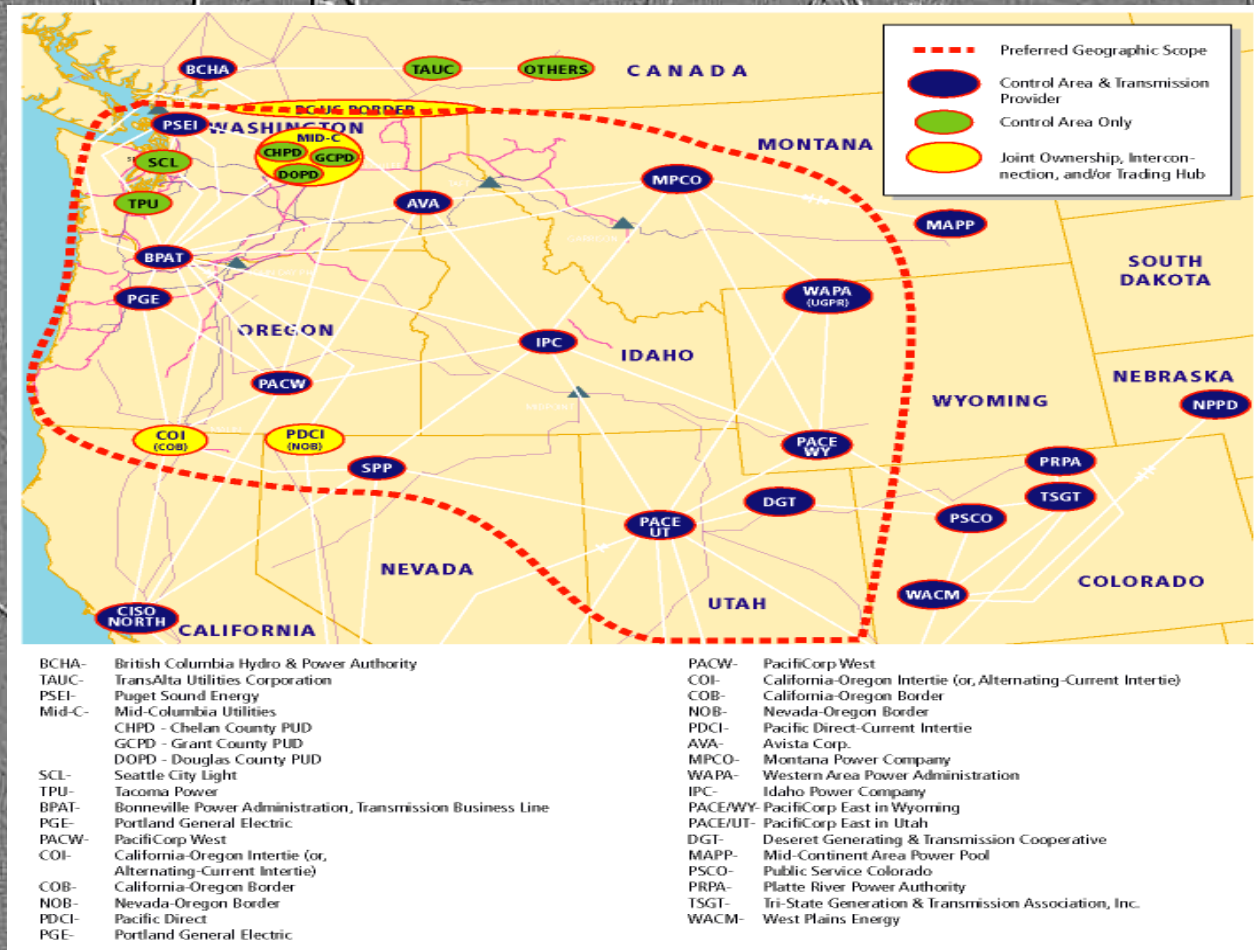 BCHA
TAUC
OTHERS
CANADA
BC-US BORDER
PSEI
WASHINGTON
MID-C
CHPD
GCPD
DOPD
SCL
TPU
AVA
MPCO
MONTANA
MAPP
BPAT
PGE
OREGON
WAPA
(UGPR)
SOUTH
DAKOTA
IPC
IDAHO
PACW
WYOMING
NEBRASKA
NPPD
COI
(COB)
PDCI
(NOB)
SPP
PACE
WY
PRPA
DGT
TSGT
PSCO
PACE
UT
NEVADA
UTAH
WACM
COLORADO
CISO
NORTH
CALIFORNIA
Preferred Geographic Scope
Control Area & Transmission
Provider
Control Area Only
Joint Ownership, Intercon-
nection, and/or Trading Hub
BCHA- British Columbia Hydro & Power Authority
TAUC- TransAlta Utilities Corporation
PSEI- Puget Sound Energy
Mid-C- Mid-Columbia Utilities
CHPD - Chelan County PUD
GCPD - Grant County PUD
DOPD - Douglas County PUD
SCL- Seattle City Light
TPU- Tacoma Power
BPAT- Bonneville Power Administration, Transmission Business Line
PGE- Portland General Electric
PACW- PacifiCorp West
COI- California-Oregon Intertie (or,
Alternating-Current Intertie)
COB- California-Oregon Border
NOB- Nevada-Oregon Border
PDCI- Pacific Direct
PGE- Portland General Electric
PACW- PacifiCorp West
COI- California-Oregon Intertie (or, Alternating-Current Intertie)
COB- California-Oregon Border
NOB- Nevada-Oregon Border
PDCI- Pacific Direct-Current Intertie
AVA- Avista Corp.
MPCO- Montana Power Company
WAPA- Western Area Power Administration
IPC- Idaho Power Company
PACE/WY- PacifiCorp East in Wyoming
PACE/UT- PacifiCorp East in Utah
DGT- Deseret Generating & Transmission Cooperative
MAPP- Mid-Continent Area Power Pool
PSCO- Public Service Colorado
PRPA- Platte River Power Authority
TSGT- Tri-State Generation & Transmission Association, Inc.
WACM- West Plains Energy